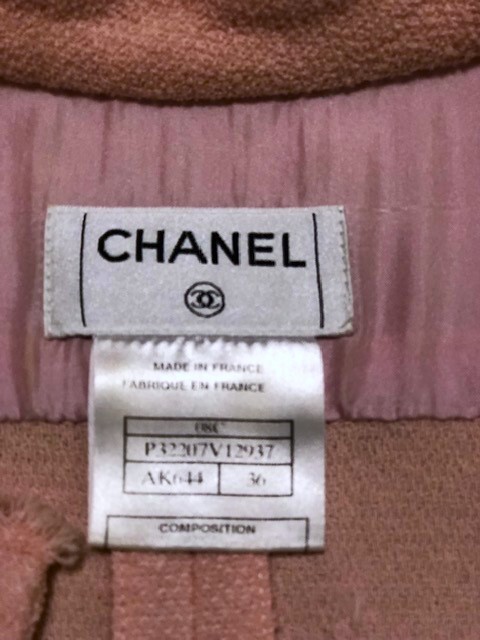 CHANEL
MADE IN FRANCE
FABRIQUE EN FRANCE
08C
P32207V12937
AK644 36
COMPOSITION